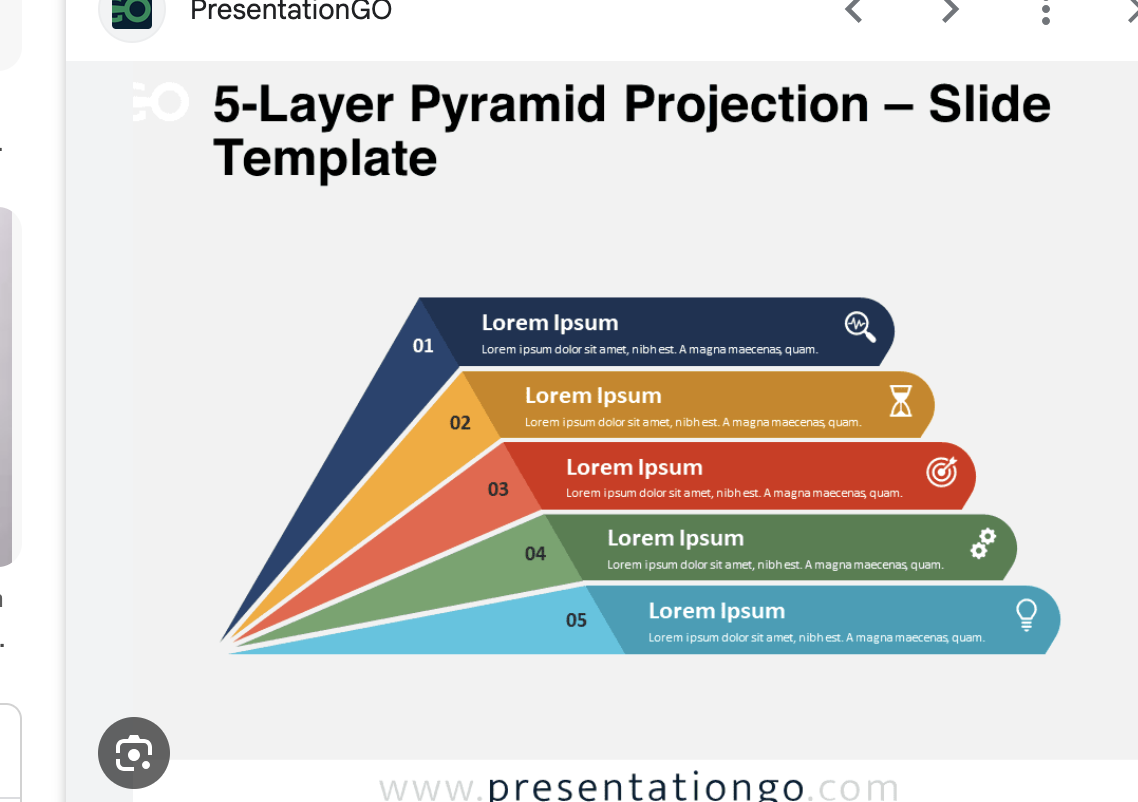 PresentationGO
5-Layer Pyramid Projection – Slide
Template
01
Lorem Ipsum
Lorem ipsum dolor sit amet, nibh est. A magna maecenas, quam.
02
Lorem Ipsum
Lorem ipsum dolor sit amet, nibh est. A magna maecenas, quam.
03
Lorem Ipsum
Lorem ipsum dolor sit amet, nibh est. A magna maecenas, quam.
04
Lorem Ipsum
Lorem ipsum dolor sit amet, nibh est. A magna maecenas, quam.
05
Lorem Ipsum
Lorem ipsum dolor sit amet, nibh est. A magna maecenas, quam.
www.presentationgo.com